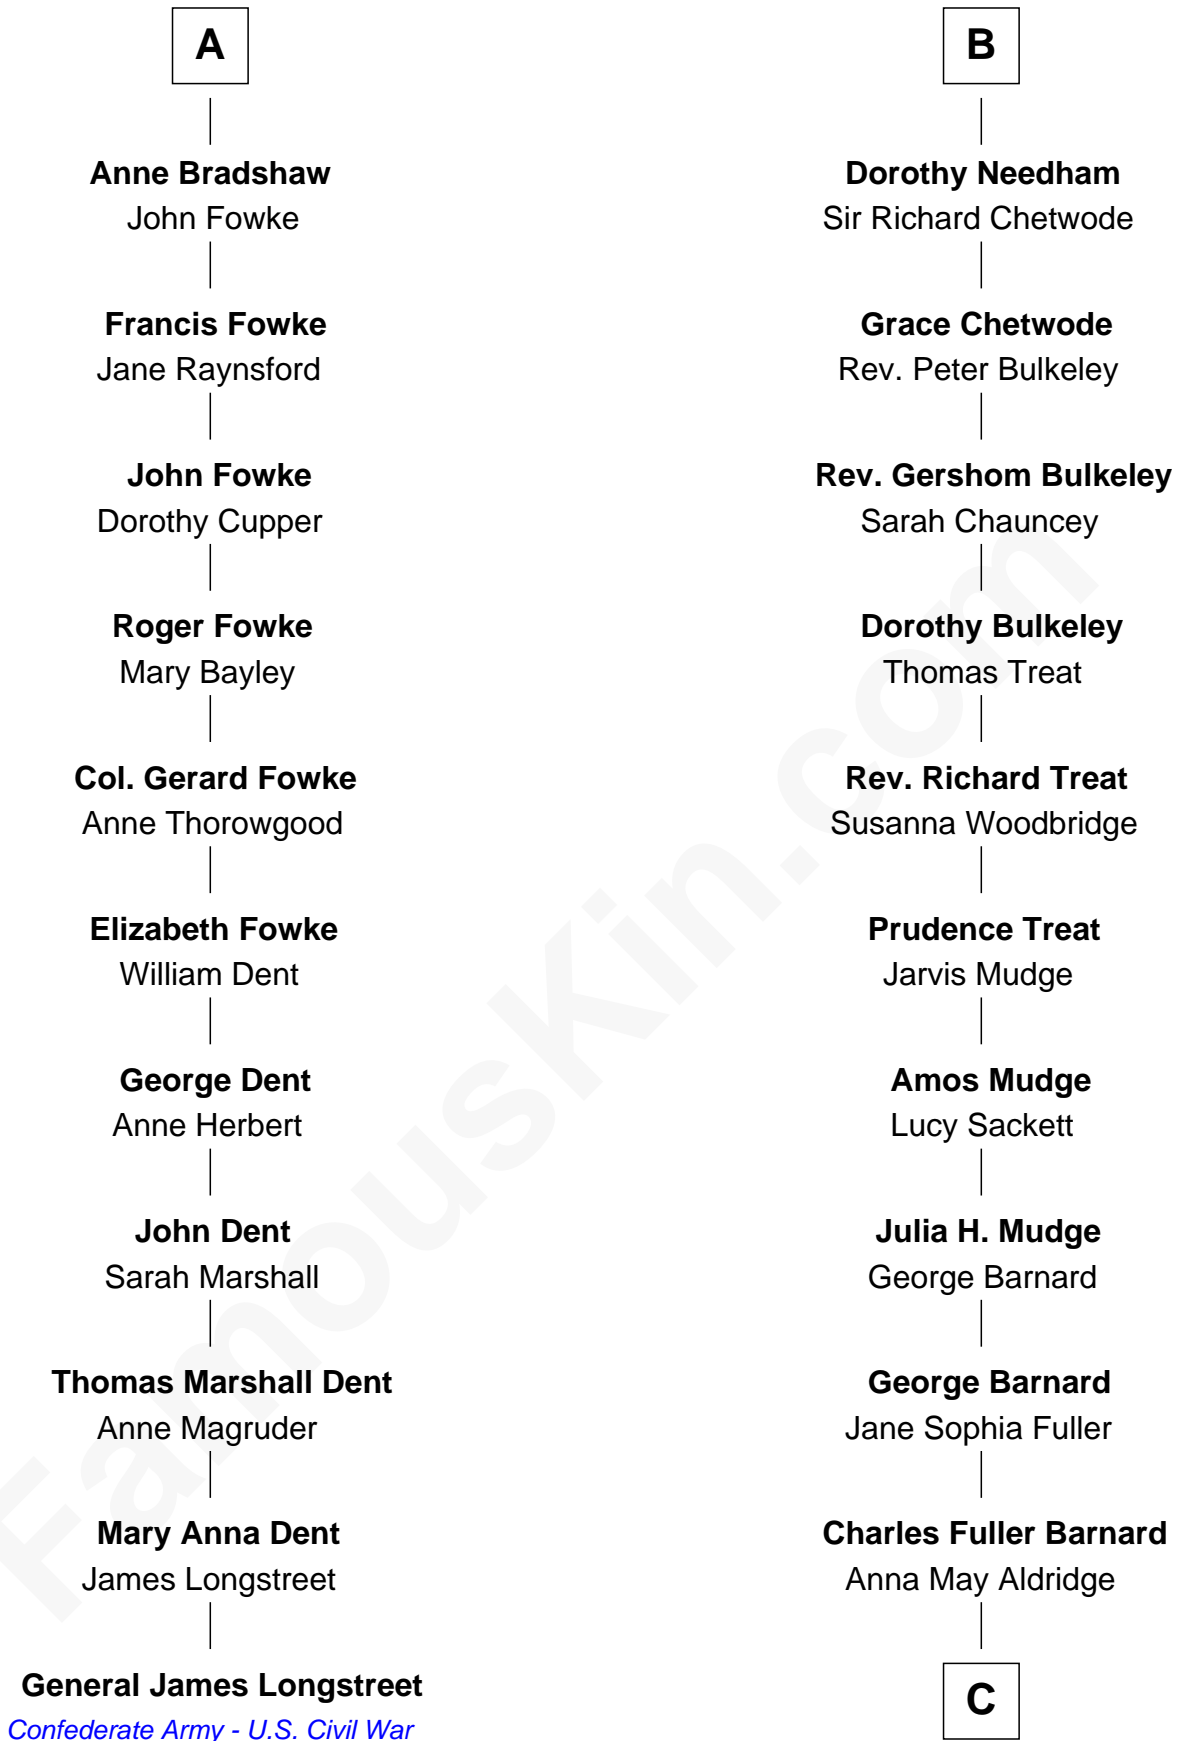 A
Anne Bradshaw
John Fowke
Francis Fowke
Jane Raynsford
John Fowke
Dorothy Cupper
Roger Fowke
Mary Bayley
Col. Gerard Fowke
Anne Thorowgood
Elizabeth Fowke
William Dent
George Dent
Anne Herbert
John Dent
Sarah Marshall
Thomas Marshall Dent
Anne Magruder
Mary Anna Dent
James Longstreet
General James Longstreet
Confederate Army - U.S. Civil War
B
Dorothy Needham
Sir Richard Chetwode
Grace Chetwode
Rev. Peter Bulkeley
Rev. Gershom Bulkeley
Sarah Chauncey
Dorothy Bulkeley
Thomas Treat
Rev. Richard Treat
Susanna Woodbridge
Prudence Treat
Jarvis Mudge
Amos Mudge
Lucy Sackett
Julia H. Mudge
George Barnard
George Barnard
Jane Sophia Fuller
Charles Fuller Barnard
Anna May Aldridge
C
FamousKin.com